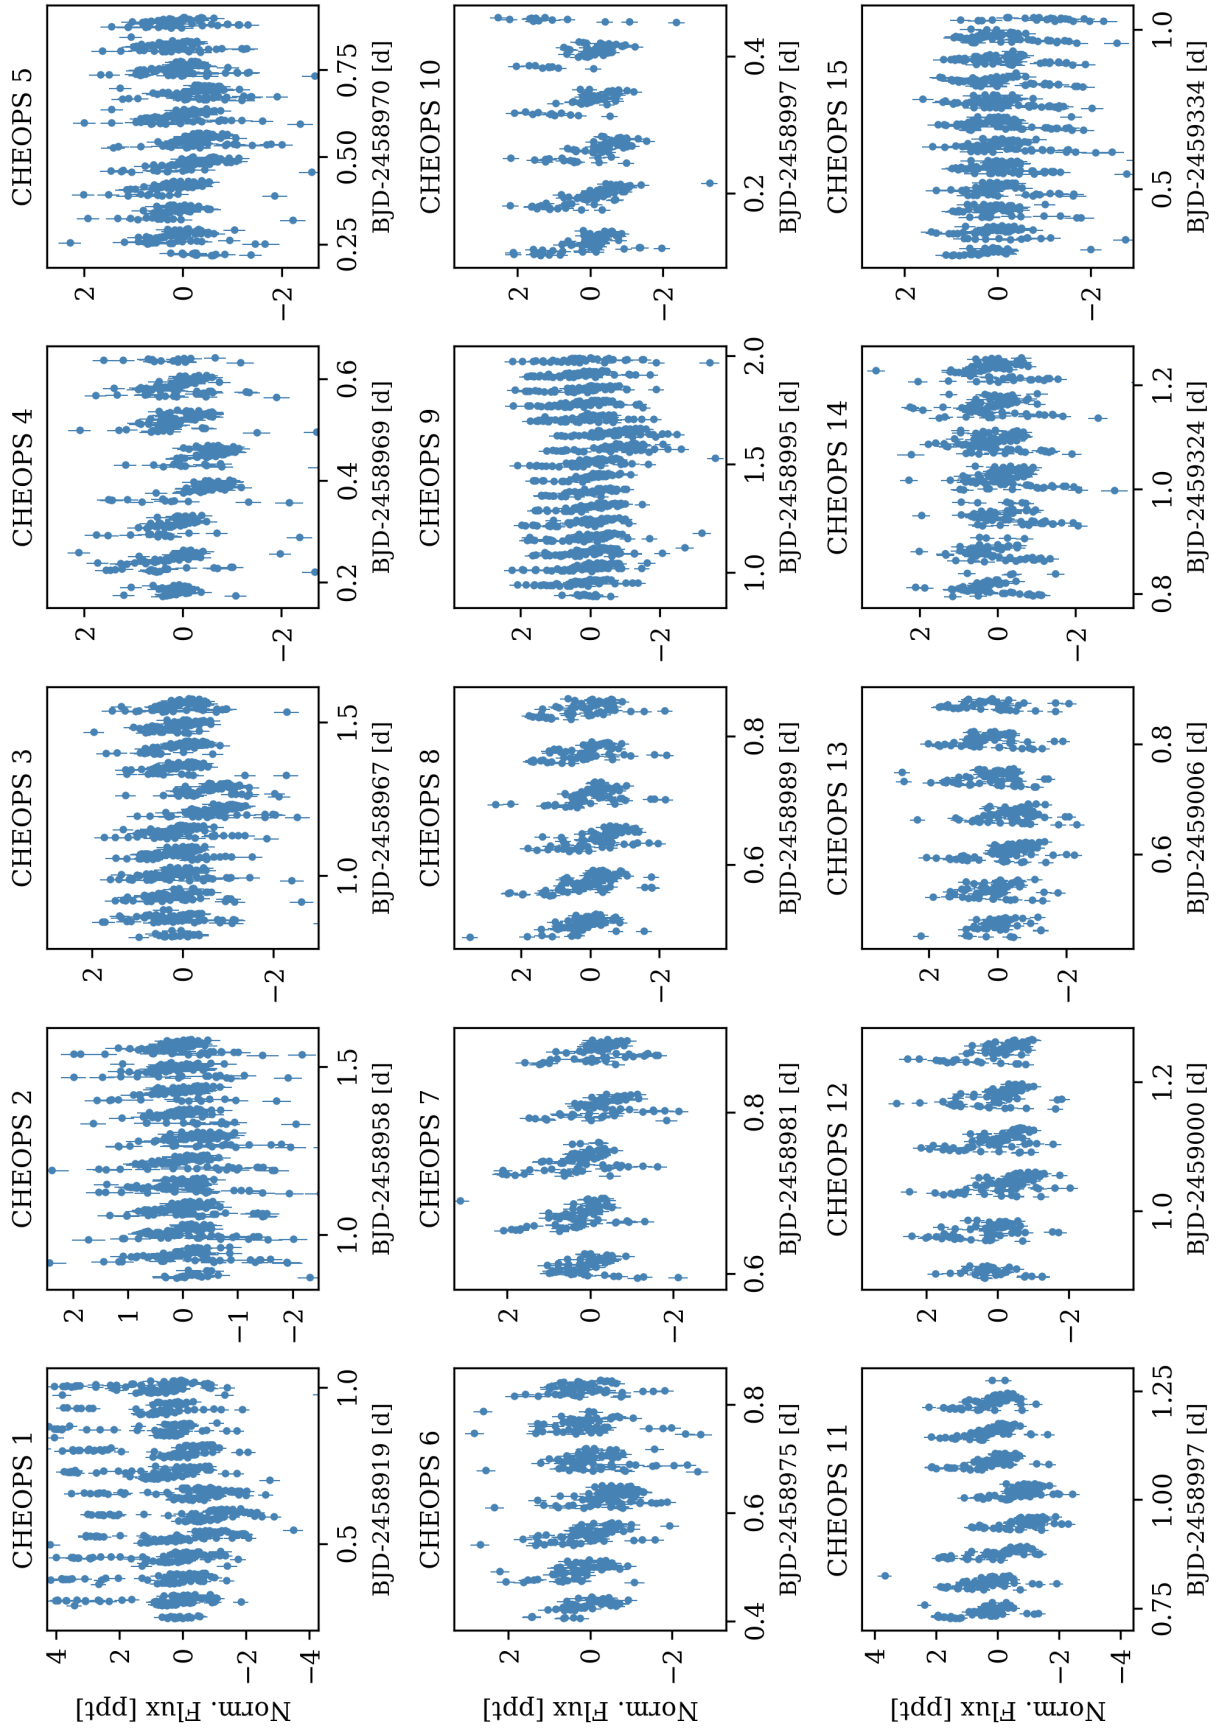 CHEOPS 1
4
2
0
−2
−4
0.5
1.0
Norm. Flux [ppt]
BJD-2458919 [d]
CHEOPS 2
2
1
0
−1
−2
1.0
1.5
BJD-2458958 [d]
CHEOPS 3
2
0
−2
1.0
1.5
BJD-2458967 [d]
CHEOPS 4
2
0
−2
0.2
0.4
0.6
BJD-2458969 [d]
CHEOPS 5
2
0
−2
0.25
0.50
0.75
BJD-2458970 [d]
CHEOPS 6
2
0
−2
0.4
0.6
0.8
Norm. Flux [ppt]
BJD-2458975 [d]
CHEOPS 7
2
0
−2
0.6
0.8
BJD-2458981 [d]
CHEOPS 8
2
0
−2
0.6
0.8
BJD-2458989 [d]
CHEOPS 9
2
0
−2
1.0
1.5
2.0
BJD-2458995 [d]
CHEOPS 10
2
0
−2
0.2
0.4
BJD-2458997 [d]
CHEOPS 11
4
2
0
−2
−4
0.75
1.00
1.25
Norm. Flux [ppt]
BJD-2458997 [d]
CHEOPS 12
2
0
−2
1.0
1.2
BJD-2459000 [d]
CHEOPS 13
2
0
−2
0.6
0.8
BJD-2459006 [d]
CHEOPS 14
2
0
−2
0.8
1.0
1.2
BJD-2459324 [d]
CHEOPS 15
2
0
−2
0.5
1.0
BJD-2459334 [d]